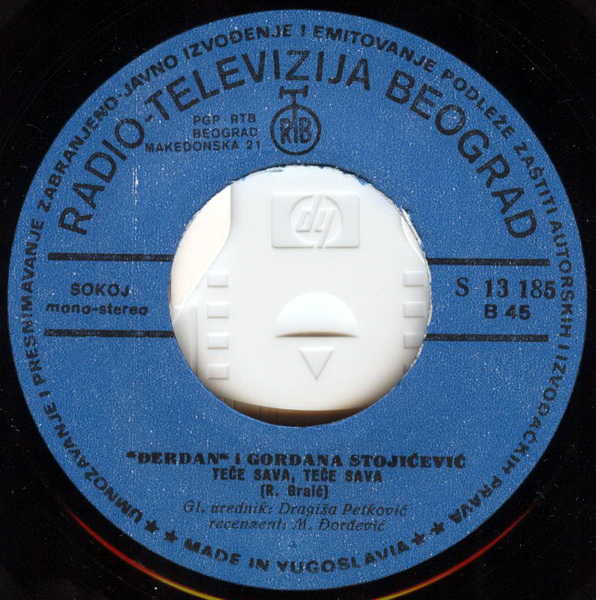 UMNOŽAVANJE I PRESNIMAVANJE ZABRANJENO·JAVNO IZVOĐENJE I EMITOVANJE PODLEŽE ZAŠTITI AUTORSKIH I IZVOĐAČKIH PRAVA
RADIO-TELEVIZIJA BEOGRAD
PGP - RTB
BEOGRAD
MAKEDONSKA 21
RTB
hp
SOKOJ
mono-stereo
S 13 185
B 45
"ĐERDAN" i GORDANA STOJIĆEVIĆ
TEČE SAVA, TEČE SAVA
(R. Graić)
Gl. urednik: Dragiša Petković
recenzent: M. Đorđević
★★ MADE IN YUGOSLAVIA ★★